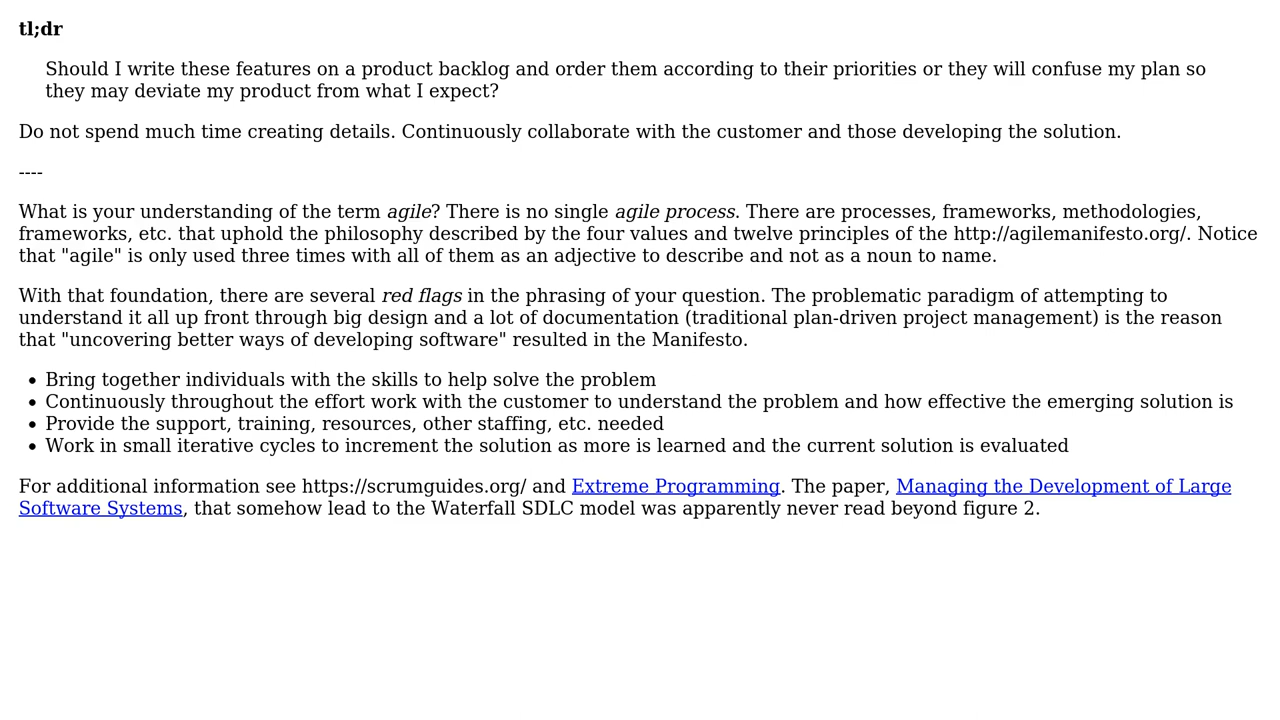 tl;dr
Should I write these features on a product backlog and order them according to their priorities or they will confuse my plan so
they may deviate my product from what I expect?
Do not spend much time creating details. Continuously collaborate with the customer and those developing the solution.
----
What is your understanding of the term agile? There is no single agile process. There are processes, frameworks, methodologies,
frameworks, etc. that uphold the philosophy described by the four values and twelve principles of the http://agilemanifesto.org/. Notice
that "agile" is only used three times with all of them as an adjective to describe and not as a noun to name.
With that foundation, there are several red flags in the phrasing of your question. The problematic paradigm of attempting to
understand it all up front through big design and a lot of documentation (traditional plan-driven project management) is the reason
that "uncovering better ways of developing software" resulted in the Manifesto.
• Bring together individuals with the skills to help solve the problem
• Continuously throughout the effort work with the customer to understand the problem and how effective the emerging solution is
• Provide the support, training, resources, other staffing, etc. needed
• Work in small iterative cycles to increment the solution as more is learned and the current solution is evaluated
For additional information see https://scrumguides.org/ and Extreme Programming. The paper, Managing the Development of Large
Software Systems, that somehow lead to the Waterfall SDLC model was apparently never read beyond figure 2.